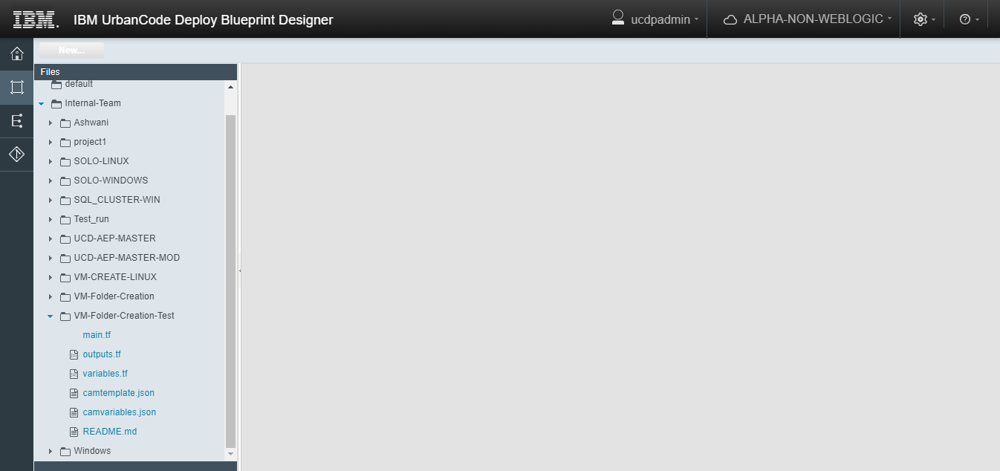 IBM. IBM UrbanCode Deploy Blueprint Designer ucdpadmin ALPHA-NON-WEBLOGIC
New...
Files
default
Internal-Team
Ashwani
project1
SOLO-LINUX
SOLO-WINDOWS
SQL_CLUSTER-WIN
Test_run
UCD-AEP-MASTER
UCD-AEP-MASTER-MOD
VM-CREATE-LINUX
VM-Folder-Creation
VM-Folder-Creation-Test
main.tf
outputs.tf
variables.tf
camtemplate.json
camvariables.json
README.md
Windows